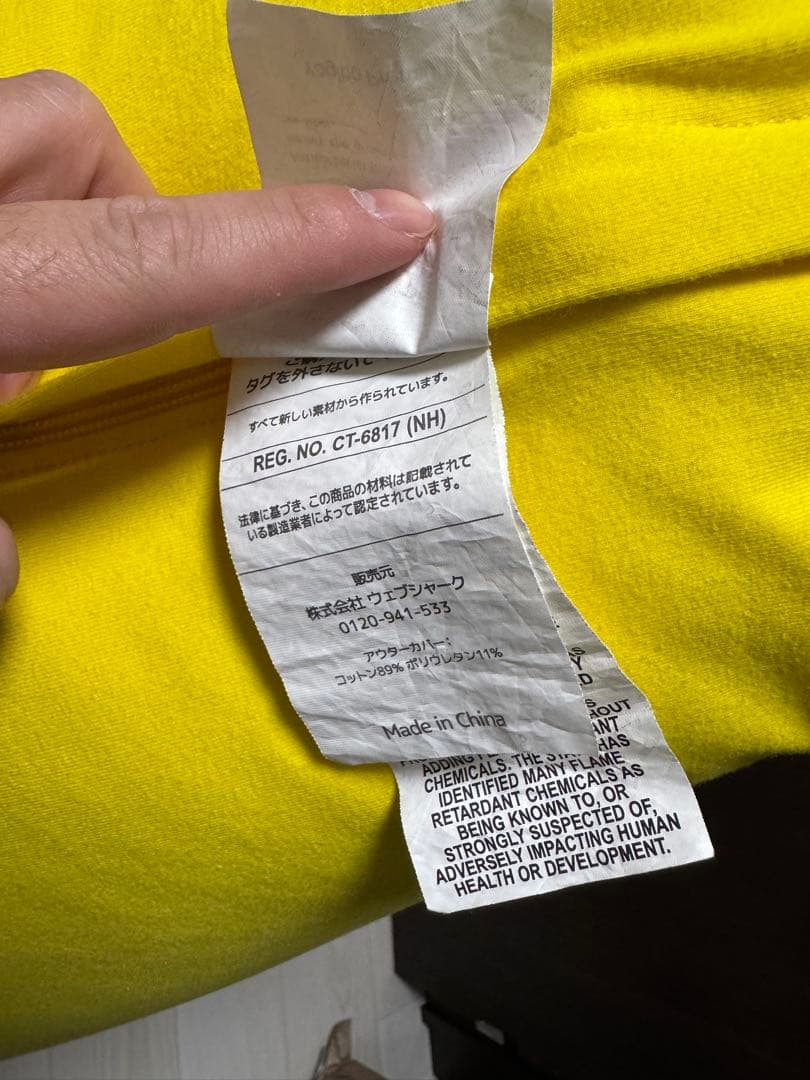 タグを外さないで
すべて新しい素材から作られています。
REG. NO. CT-6817 (NH)
法律に基づき、この商品の材料は記載されて
いる製造業者によって認定されています。
販売元
株式会社 ウェブシャーク
0120-941-533
アウターカバー:
コットン89% ポリウレタン11%
Made in China
HOUT
ANT
ADDING
HAS
CHEMICALS. THE
IDENTIFIED MANY FLAME
RETARDANT CHEMICALS AS
BEING KNOWN TO, OR
STRONGLY SUSPECTED OF,
ADVERSELY IMPACTING HUMAN
HEALTH OR DEVELOPMENT.